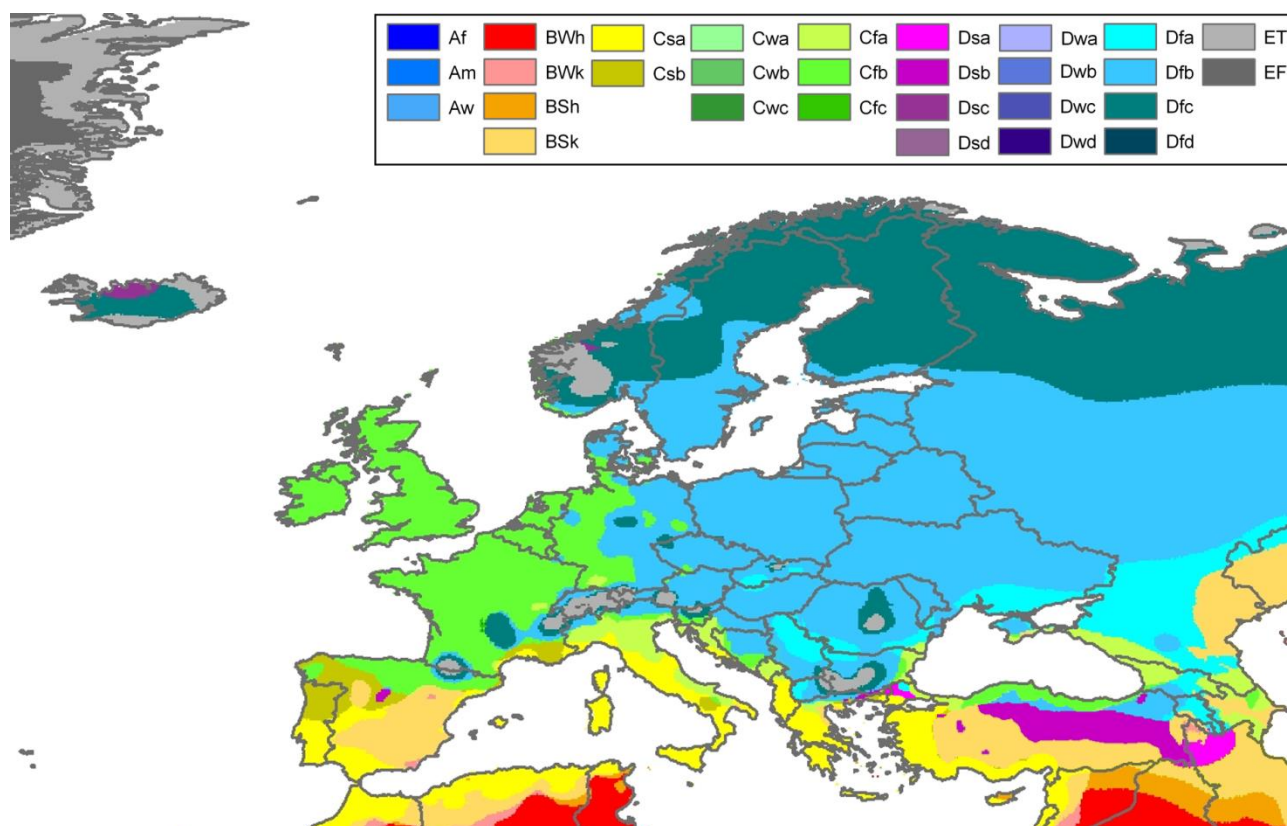 Af BWh Csa Cwa Cfa Dsa Dwa Dfa ET
Am BWk Csb Cwb Cfb Dsb Dwb Dfb EF
Aw BSh Cwc Cfc Dsc Dwc Dfc
BSk Dsd Dwd Dfd